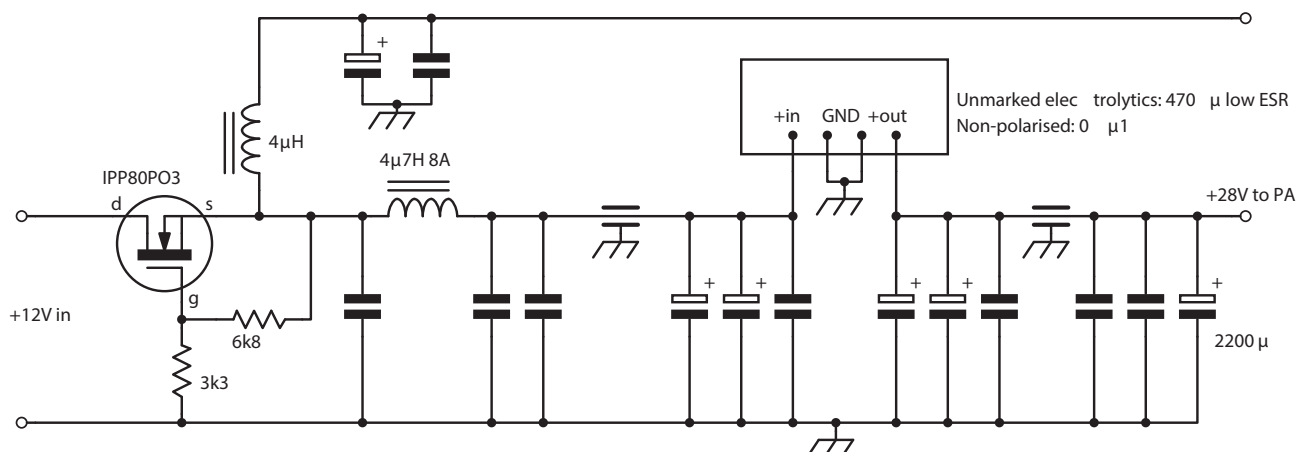 +
Unmarked elec trolytics: 470 μ low ESR
Non-polarised: 0 μ1
+in GND +out
4μH
4μ7H 8A
IPP80PO3
d s
+28V to PA
g
+ + + + +
+12V in
6k8
2200 μ
3k3